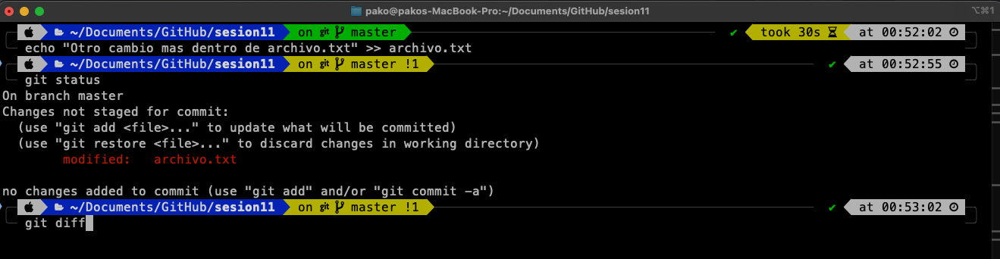 pako@pakos-MacBook-Pro:~/Documents/GitHub/sesion11 ⌥⌘1
~/Documents/GitHub/sesion11 on git master ✔ took 30s at 00:52:02
echo "Otro cambio mas dentro de archivo.txt" >> archivo.txt
~/Documents/GitHub/sesion11 on git master !1 ✔ at 00:52:55
git status
On branch master
Changes not staged for commit:
(use "git add <file>..." to update what will be committed)
(use "git restore <file>..." to discard changes in working directory)
modified: archivo.txt
no changes added to commit (use "git add" and/or "git commit -a")
~/Documents/GitHub/sesion11 on git master !1 ✔ at 00:53:02
git diff